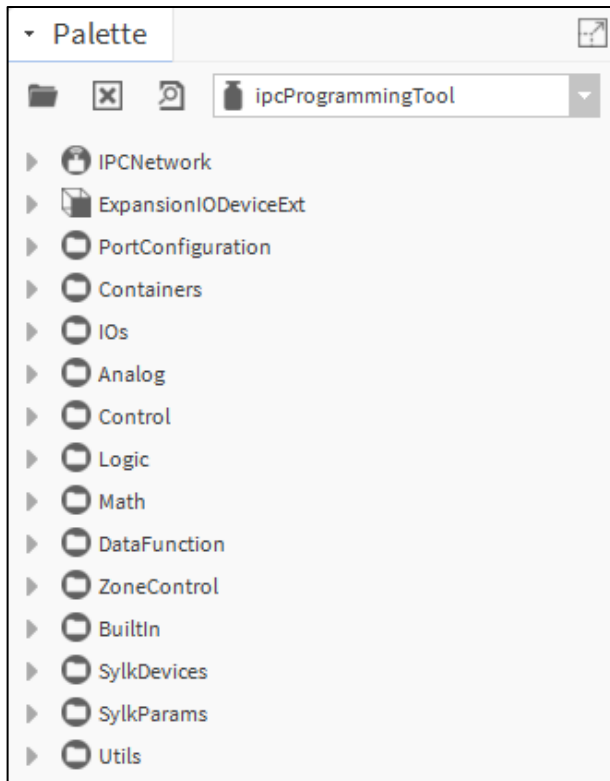 Palette
ipcProgrammingTool
IPCNetwork
ExpansionIODeviceExt
PortConfiguration
Containers
IOs
Analog
Control
Logic
Math
DataFunction
ZoneControl
BuiltIn
SylkDevices
SylkParams
Utils